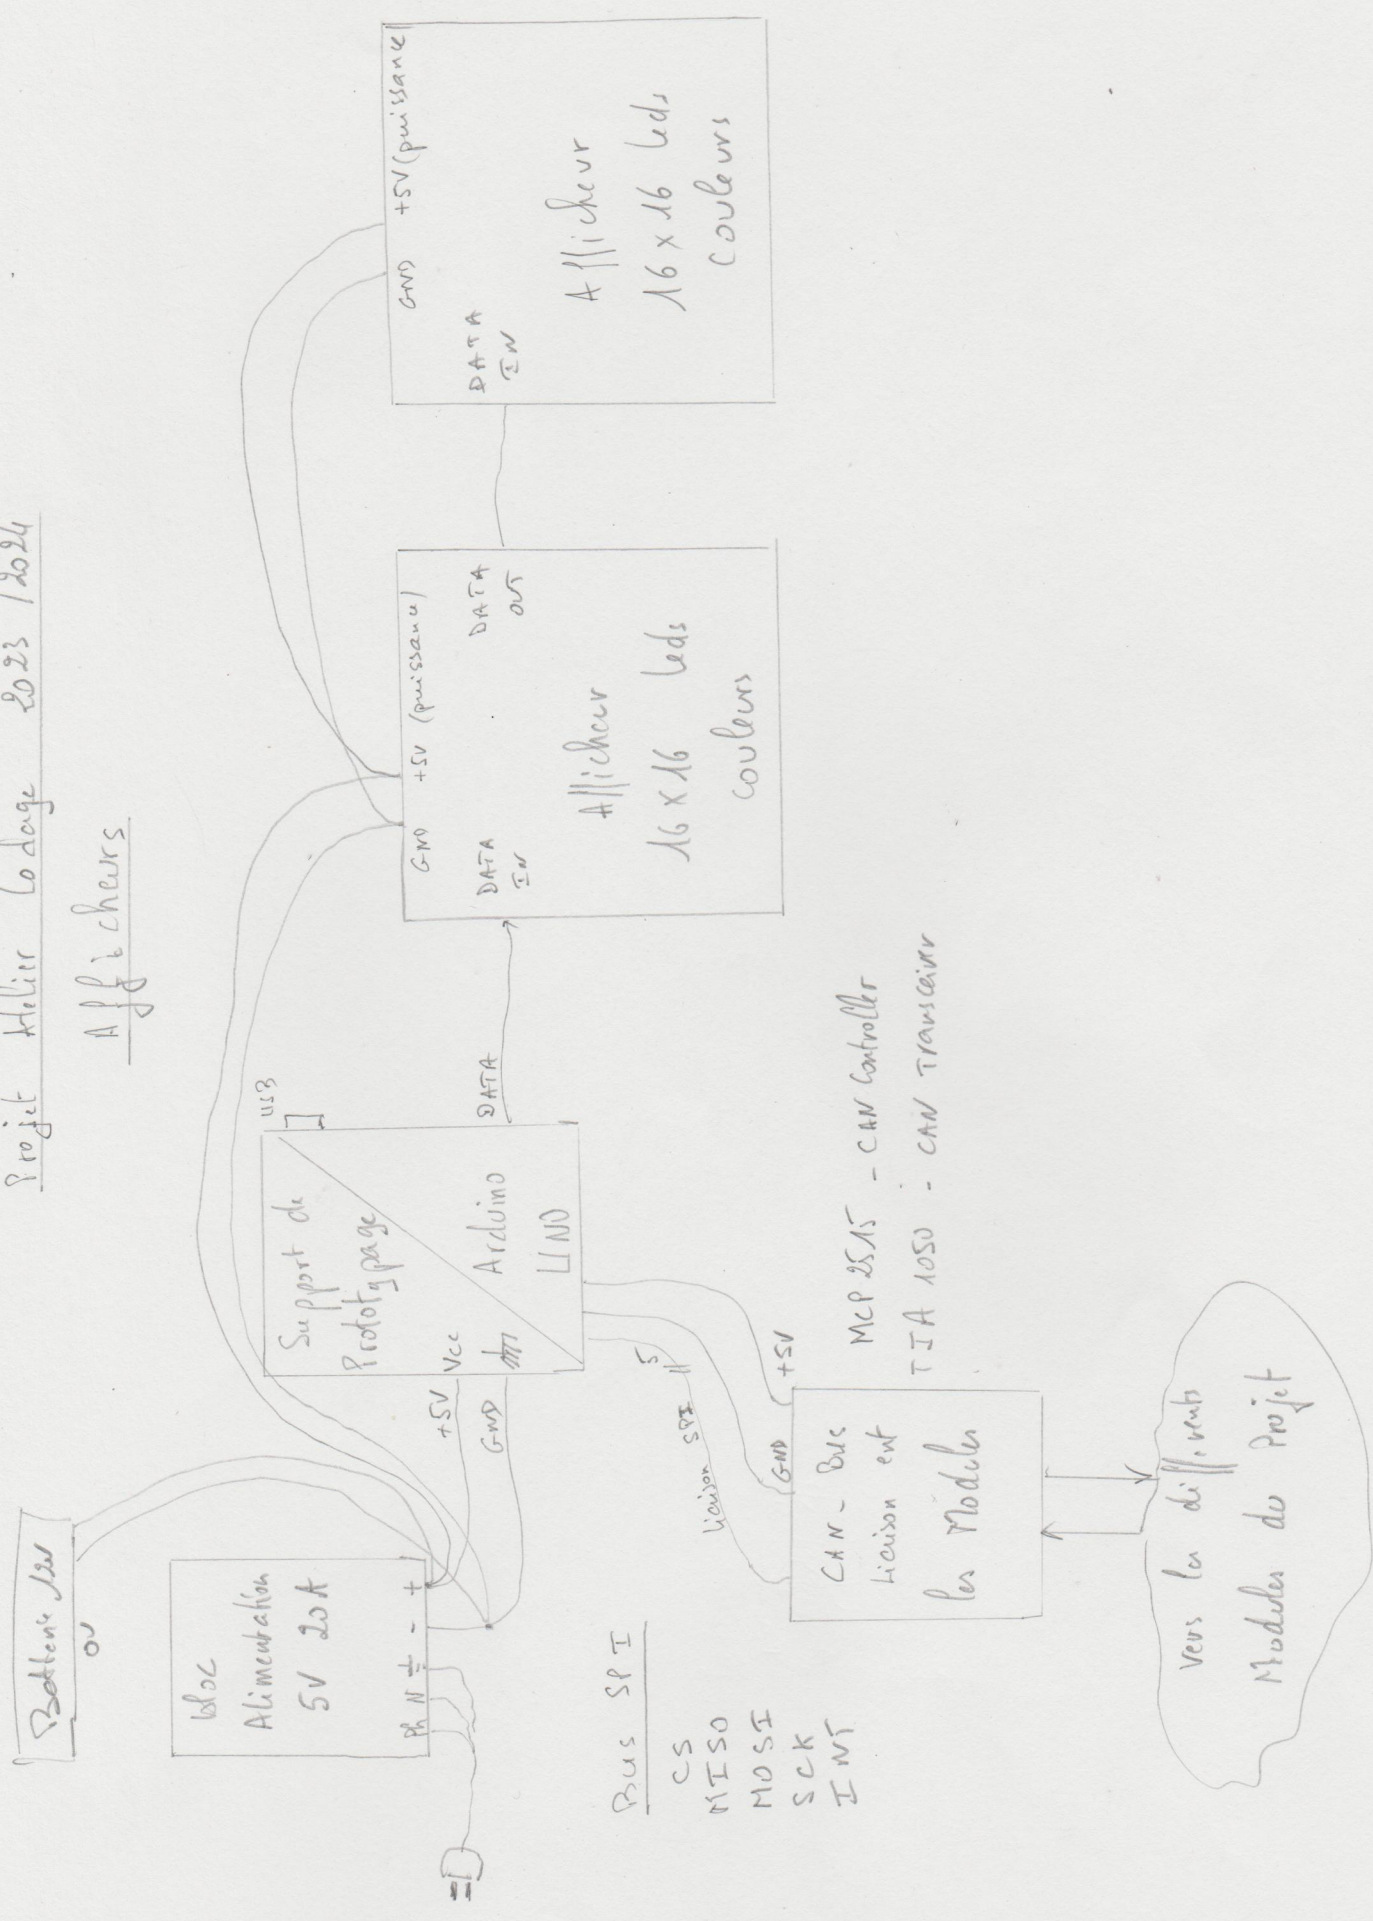 Projet Atelier Codage 2023/2024
Afficheurs
Batterie 12V
ou
bloc
Alimentation
5V 20A
Ph N - +
+5V
GND
Support de
Prototypage
Vcc
Arduino
UNO
USB
DATA
GND +5V (puissance)
DATA
IN
DATA
OUT
Afficheur
16 x 16 leds
couleurs
GND +5V (puissance)
DATA
IN
Afficheur
16 x 16 leds
couleurs
Bus SPI
CS
MISO
MOSI
SCK
INT
liaison SPI
5
GND
+5V
CAN-Bus
Liaison ent
les Modules
MCP 2515 - CAN Controller
TJA 1050 - CAN Transceiver
Vers les différents
Modules du Projet